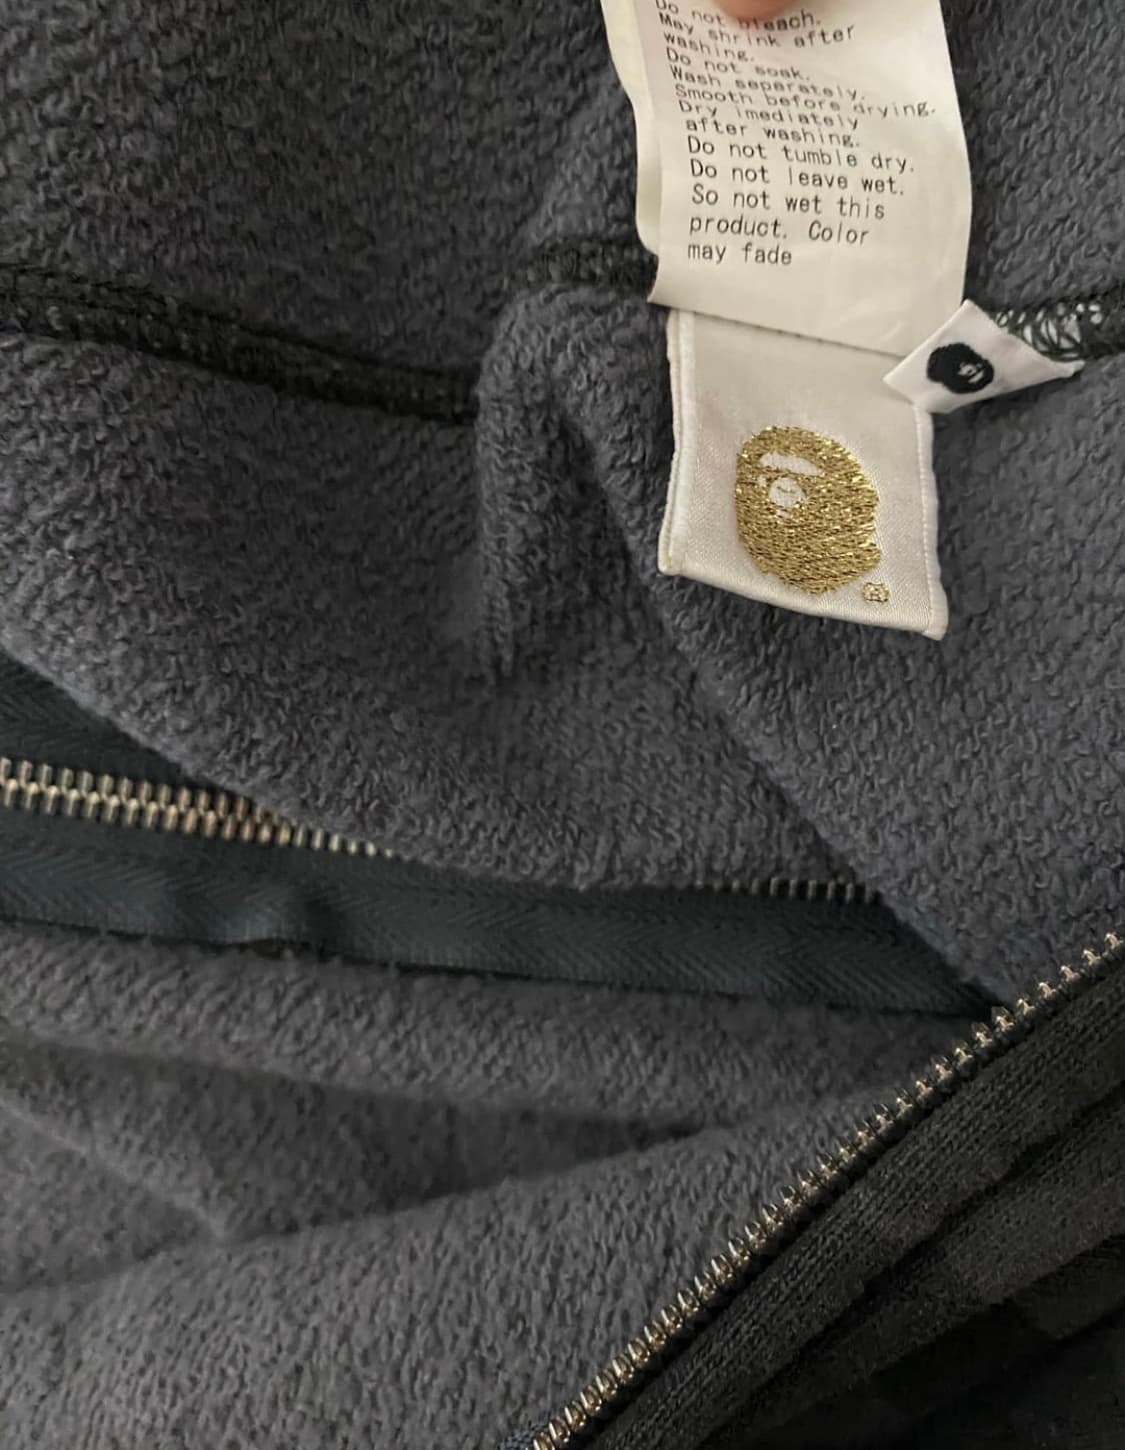 Do not bleach.
May shrink after
washing.
Do not soak.
Wash seperately.
Smooth before drying.
Dry imediately
after washing.
Do not tumble dry.
Do not leave wet.
So not wet this
product. Color
may fade
®